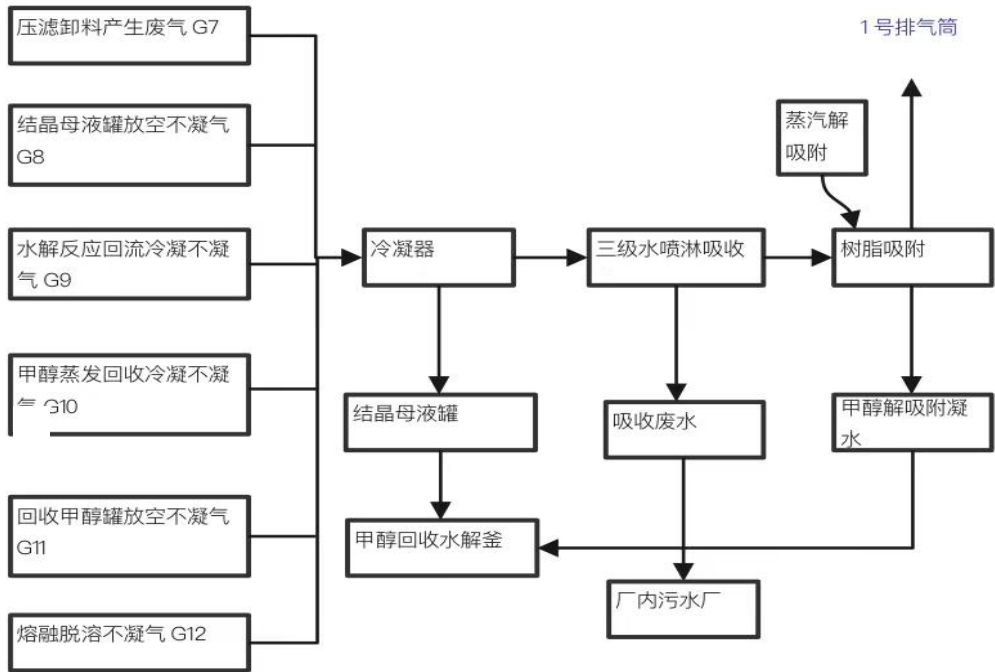 压滤卸料产生废气 G7
1 号排气筒
结晶母液罐放空不凝气
G8
蒸汽解
吸附
水解反应回流冷凝不凝
气 G9
冷凝器
三级水喷淋吸收
树脂吸附
甲醇蒸发回收冷凝不凝
气 G10
结晶母液罐
吸收废水
甲醇解吸附凝
水
回收甲醇罐放空不凝气
G11
甲醇回收水解釜
厂内污水厂
熔融脱溶不凝气 G12